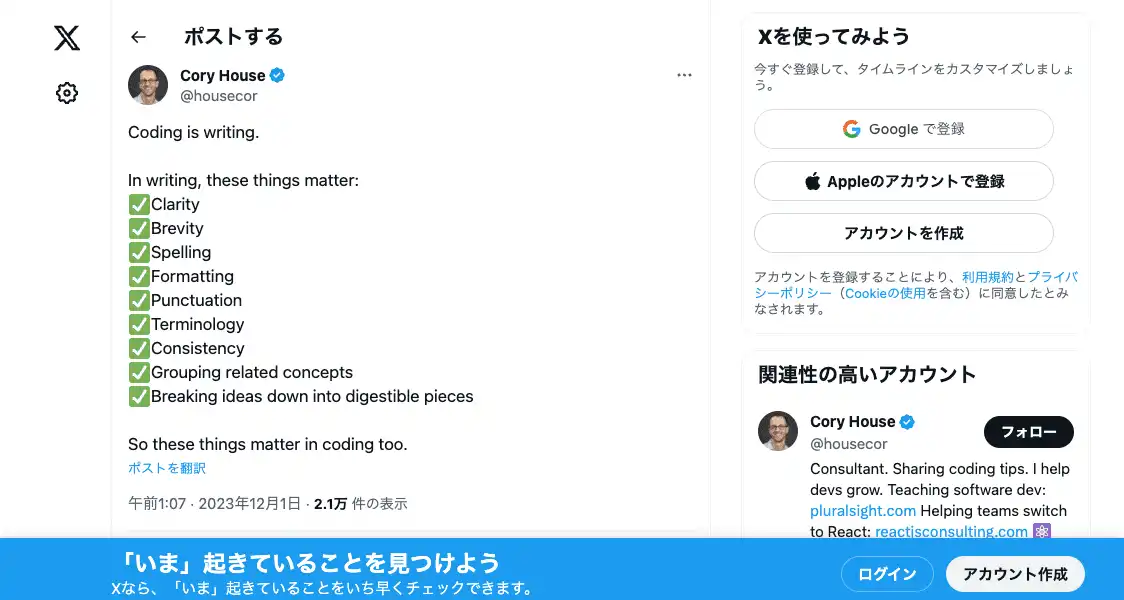 ポストする
Cory House
@housecor
Coding is writing.
In writing, these things matter:
✅Clarity
✅Brevity
✅Spelling
✅Formatting
✅Punctuation
✅Terminology
✅Consistency
✅Grouping related concepts
✅Breaking ideas down into digestible pieces
So these things matter in coding too.
ポストを翻訳
午前1:07 · 2023年12月1日 · 2.1万 件の表示
Xを使ってみよう
今すぐ登録して、タイムラインをカスタマイズしましょ
う。
Google で登録
Appleのアカウントで登録
アカウントを作成
アカウントを登録することにより、利用規約とプライバ
シーポリシー（Cookieの使用を含む）に同意したとみ
なされます。
関連性の高いアカウント
Cory House
@housecor
フォロー
Consultant. Sharing coding tips. I help
devs grow. Teaching software dev:
pluralsight.com Helping teams switch
to React: reactjsconsulting.com ⚛
「いま」起きていることを見つけよう
Xなら、「いま」起きていることをいち早くチェックできます。
ログイン
アカウント作成